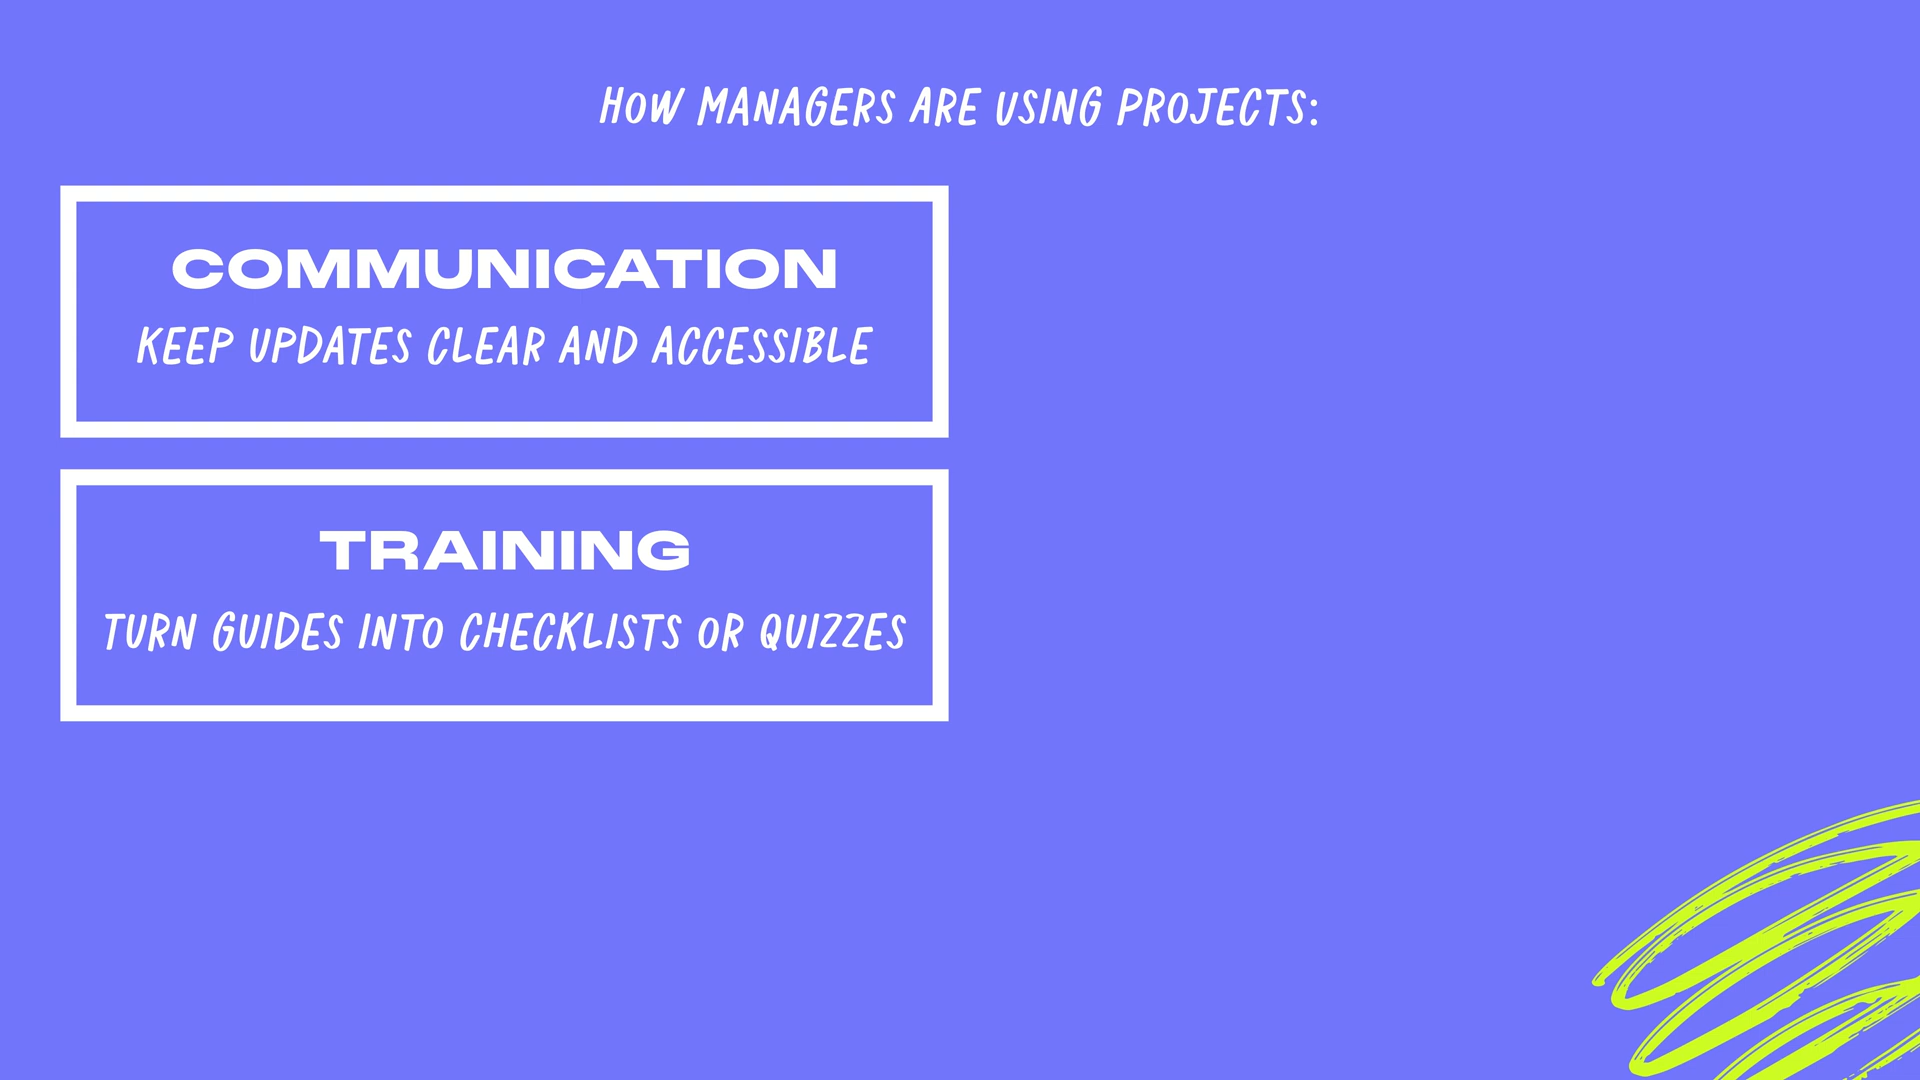 HOW MANAGERS ARE USING PROJECTS:
COMMUNICATION
KEEP UPDATES CLEAR AND ACCESSIBLE
TRAINING
TURN GUIDES INTO CHECKLISTS OR QUIZZES